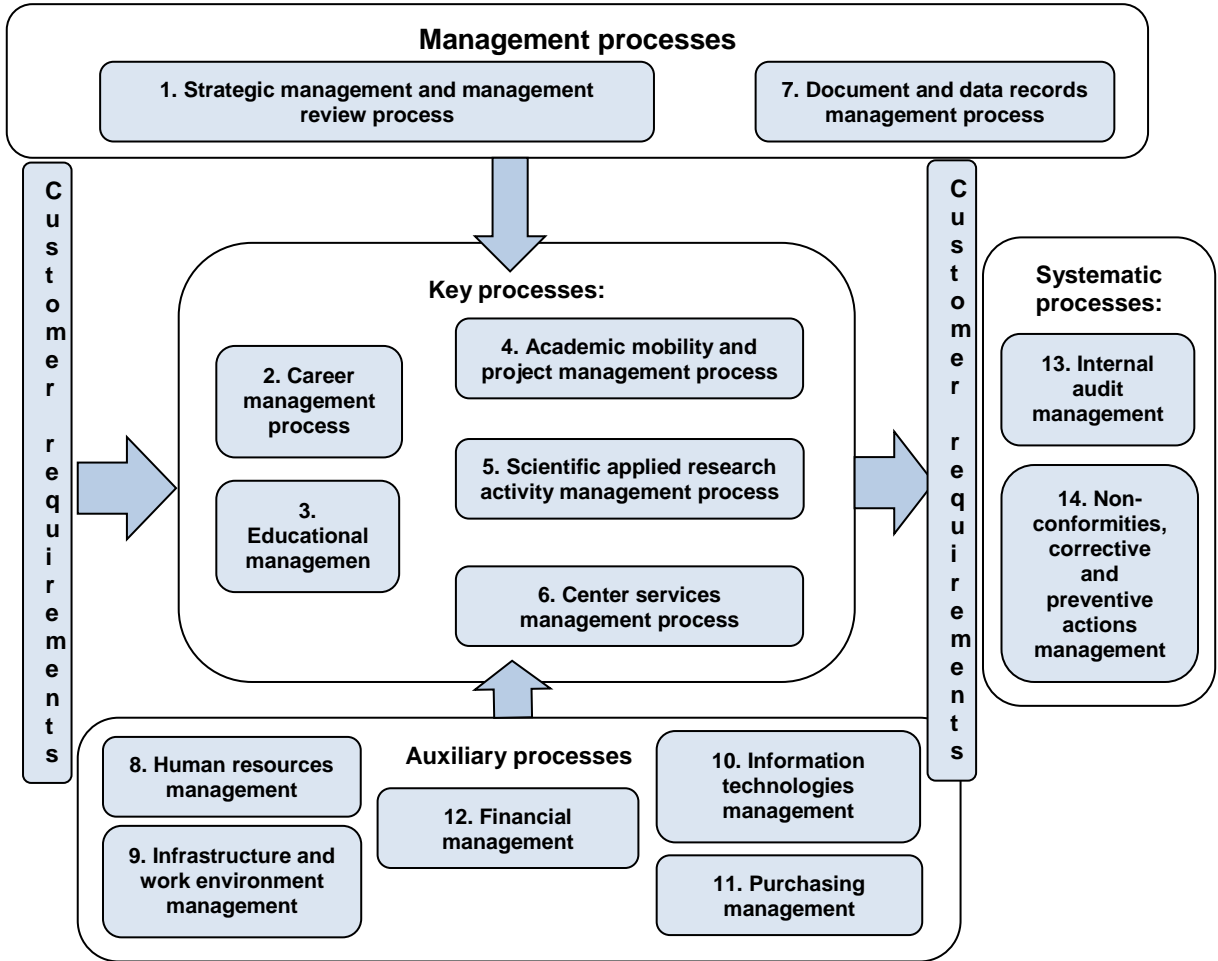 Management processes
1. Strategic management and management
review process
7. Document and data records
management process
Customer requirements
Key processes:
2. Career
management
process
3.
Educational
managemen
4. Academic mobility and
project management process
5. Scientific applied research
activity management process
6. Center services
management process
Customer requirements
Systematic
processes:
13. Internal
audit
management
14. Non-
conformities,
corrective
and
preventive
actions
management
Auxiliary processes
8. Human resources
management
9. Infrastructure and
work environment
management
12. Financial
management
10. Information
technologies
management
11. Purchasing
management